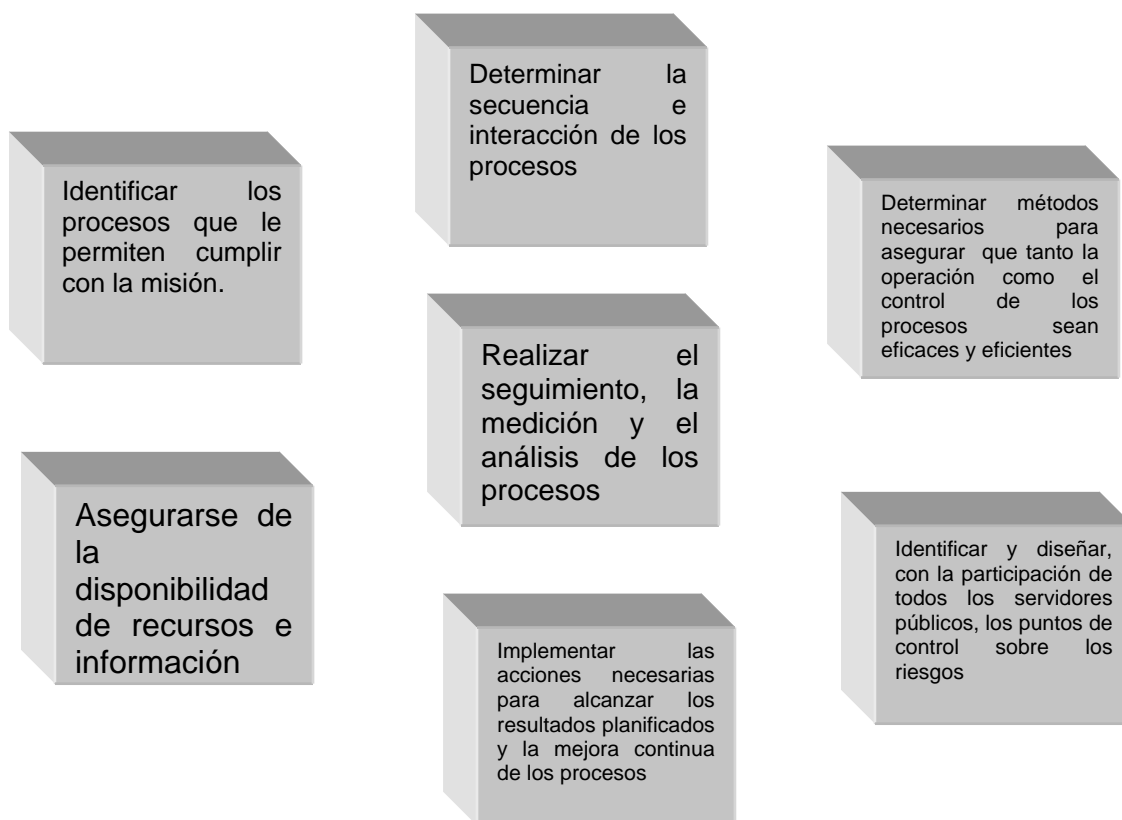 Determinar la
secuencia e
interacción de los
procesos
Identificar los
procesos que le
permiten cumplir
con la misión.
Determinar métodos
necesarios para
asegurar que tanto la
operación como el
control de los
procesos sean
eficaces y eficientes
Realizar el
seguimiento, la
medición y el
análisis de los
procesos
Asegurarse de
la
disponibilidad
de recursos e
información
Identificar y diseñar,
con la participación de
todos los servidores
públicos, los puntos de
control sobre los
riesgos
Implementar las
acciones necesarias
para alcanzar los
resultados planificados
y la mejora continua
de los procesos